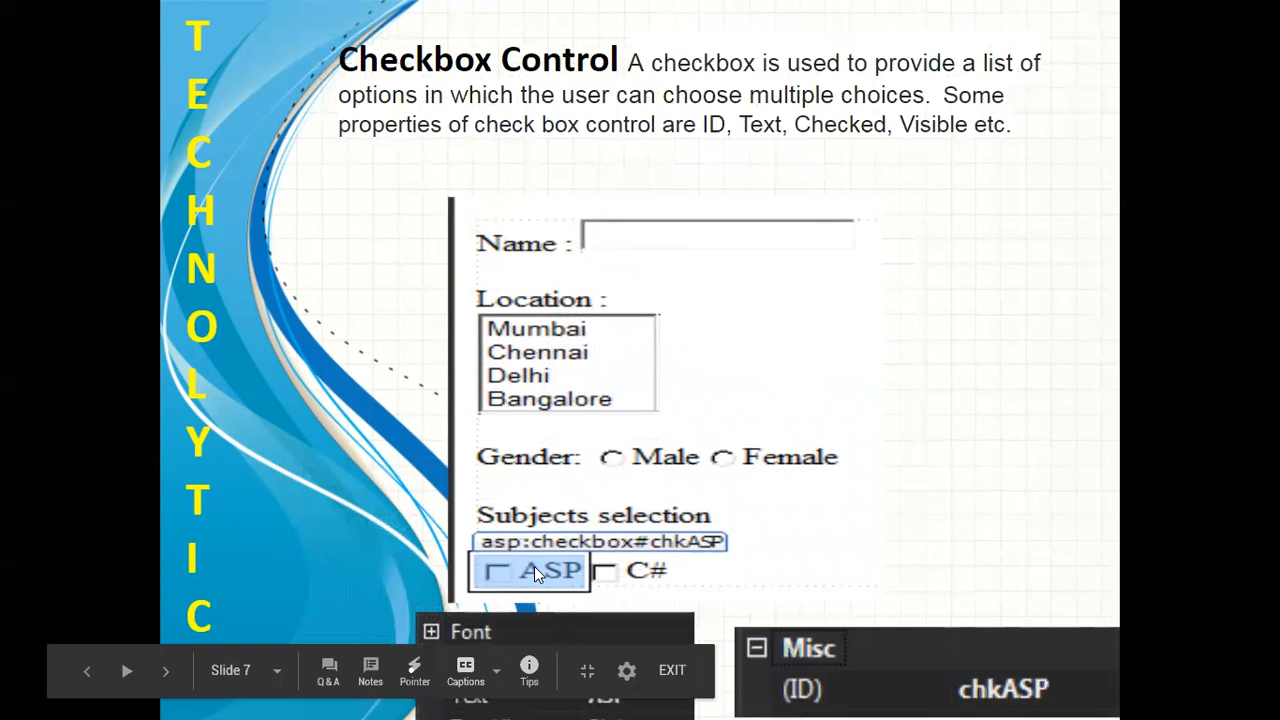 T
E
C
H
N
O
L
Y
T
I
C
Checkbox Control A checkbox is used to provide a list of
options in which the user can choose multiple choices. Some
properties of check box control are ID, Text, Checked, Visible etc.
Name :
Location :
Mumbai
Chennai
Delhi
Bangalore
Gender: Male Female
Subjects selection
asp:checkbox#chkASP
ASP C#
Font
Misc
(ID) chkASP
Slide 7 Q & A Notes Pointer Captions Tips EXIT